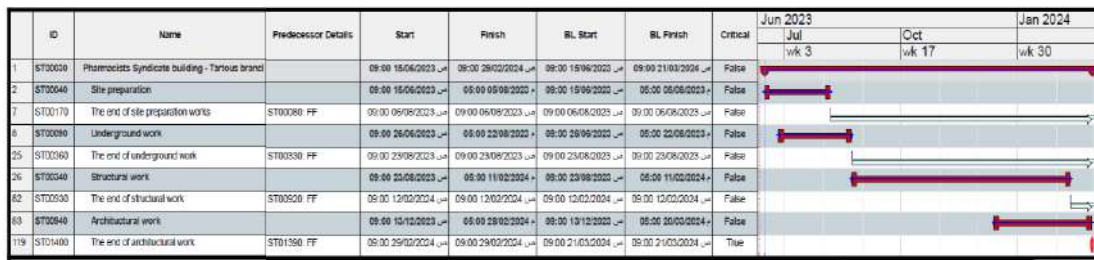 Jun 2023 Jan 2024
Jul Oct
wk 3 wk 17 wk 30
ID Name Predecessor Details Start Finish BL Start BL Finish Critical
1 ST00030 Pharmacists Syndicate building - Tartous branc 09:00 15/06/2023 ص 09:00 29/02/2024 ص 09:00 15/06/2023 ص 09:00 21/03/2024 ص False
2 ST00040 Site preparation 09:00 15/06/2023 ص 05:00 05/08/2023 م 09:00 15/06/2023 ص 05:00 05/08/2023 م False
7 ST00170 The end of site preparation works ST00080: FF 09:00 06/08/2023 ص 09:00 06/08/2023 ص 09:00 06/08/2023 ص 09:00 06/08/2023 ص False
8 ST00090 Underground work 09:00 26/06/2023 ص 05:00 22/08/2023 م 09:00 26/06/2023 ص 05:00 22/08/2023 م False
25 ST00360 The end of underground work ST00330: FF 09:00 23/08/2023 ص 09:00 23/08/2023 ص 09:00 23/08/2023 ص 09:00 23/08/2023 ص False
26 ST00340 Structural work 09:00 23/08/2023 ص 05:00 11/02/2024 م 09:00 23/08/2023 ص 05:00 11/02/2024 م False
82 ST00930 The end of structural work ST00920: FF 09:00 12/02/2024 ص 09:00 12/02/2024 ص 09:00 12/02/2024 ص 09:00 12/02/2024 ص False
83 ST00940 Archituctural work 09:00 13/12/2023 ص 05:00 28/02/2024 م 09:00 13/12/2023 ص 05:00 20/03/2024 م False
119 ST01400 The end of archituctural work ST01390: FF 09:00 29/02/2024 ص 09:00 29/02/2024 ص 09:00 21/03/2024 ص 09:00 21/03/2024 ص True